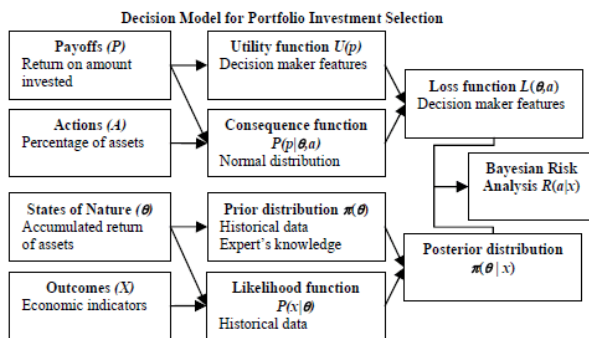 Decision Model for Portfolio Investment Selection
Payoffs (P)
Return on amount
invested
Utility function U(p)
Decision maker features
Loss function L(θ,a)
Decision maker features
Actions (A)
Percentage of assets
Consequence function
P(p|θ,a)
Normal distribution
Bayesian Risk
Analysis R(a|x)
States of Nature (θ)
Accumulated return
of assets
Prior distribution π(θ)
Historical data
Expert's knowledge
Posterior distribution
π(θ | x)
Outcomes (X)
Economic indicators
Likelihood function
P(x|θ)
Historical data